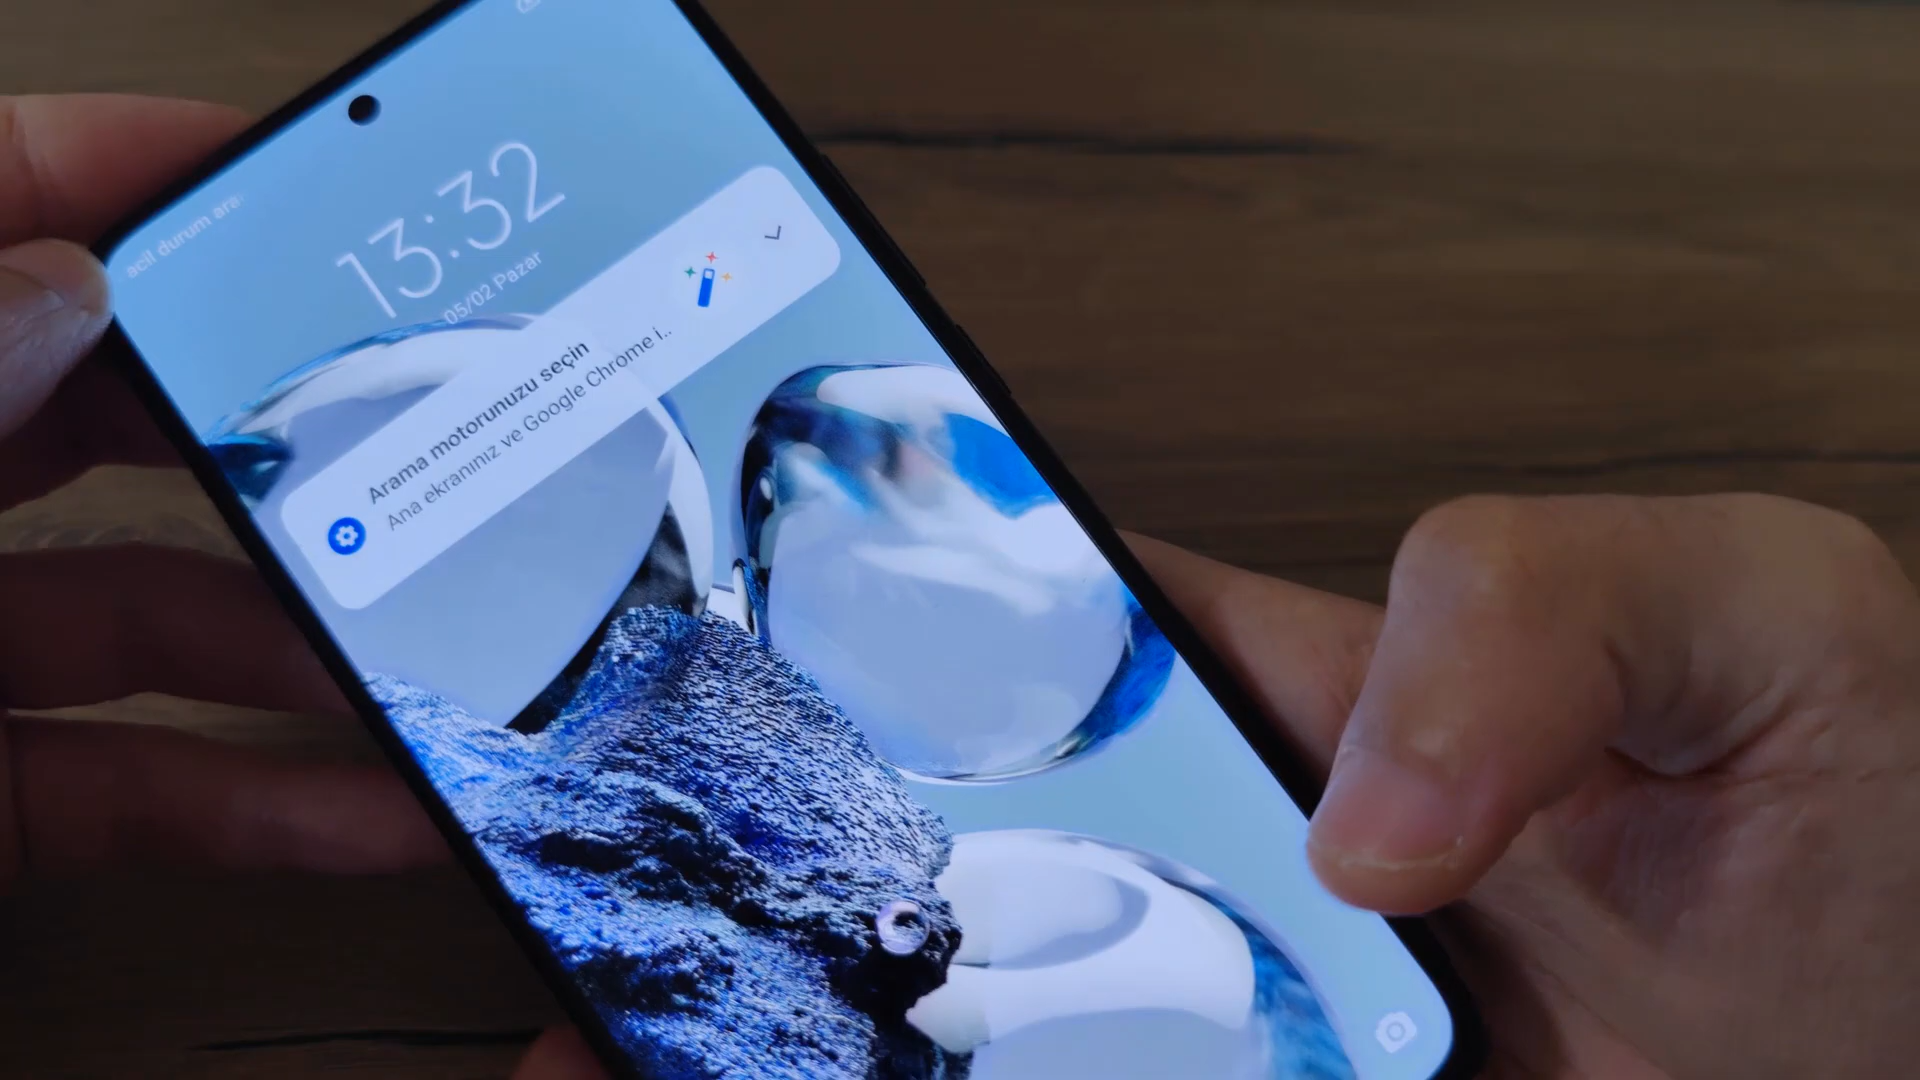 acil durum ara
13:32
05/02 Pazar
Arama motorunuzu seçin
Ana ekranınız ve Google Chrome i..